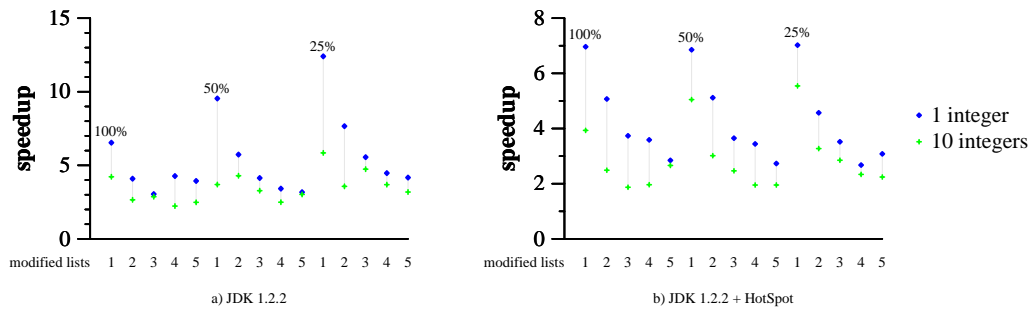 15
10
5
0
speedup
100%
50%
25%
modified lists 1 2 3 4 5 1 2 3 4 5 1 2 3 4 5
a) JDK 1.2.2
8
6
4
2
0
speedup
100%
50%
25%
modified lists 1 2 3 4 5 1 2 3 4 5 1 2 3 4 5
b) JDK 1.2.2 + HotSpot
1 integer
10 integers